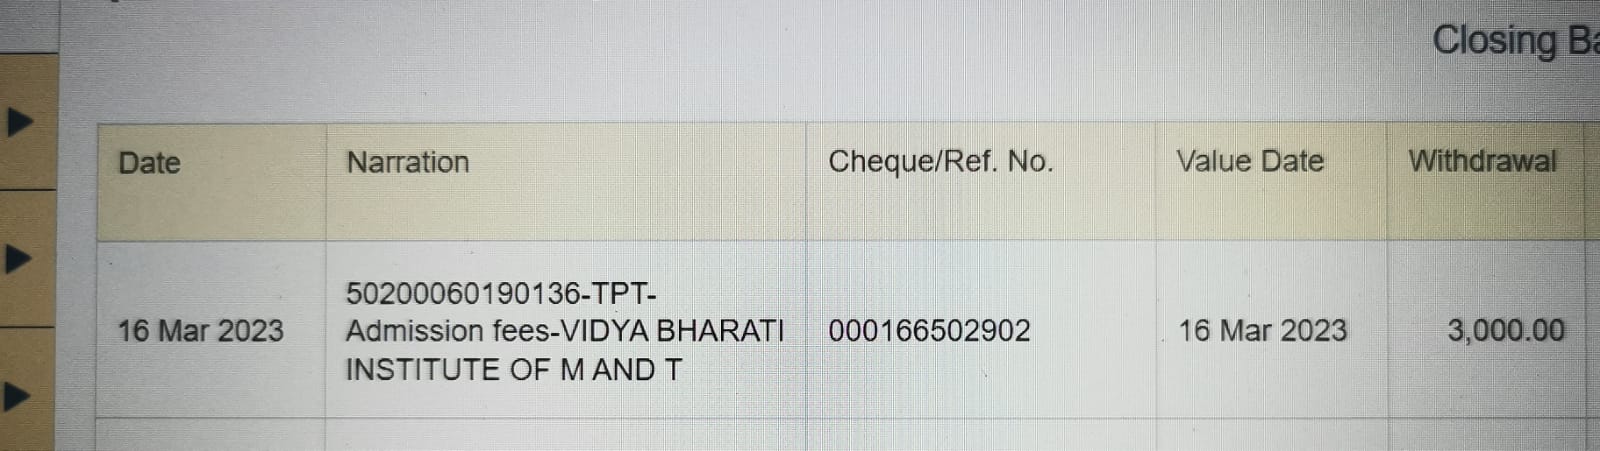 Closing
Date Narration Cheque/Ref. No. Value Date Withdrawal
50200060190136-TPT-
16 Mar 2023 Admission fees-VIDYA BHARATI 000166502902 16 Mar 2023 3,000.00
INSTITUTE OF M AND T